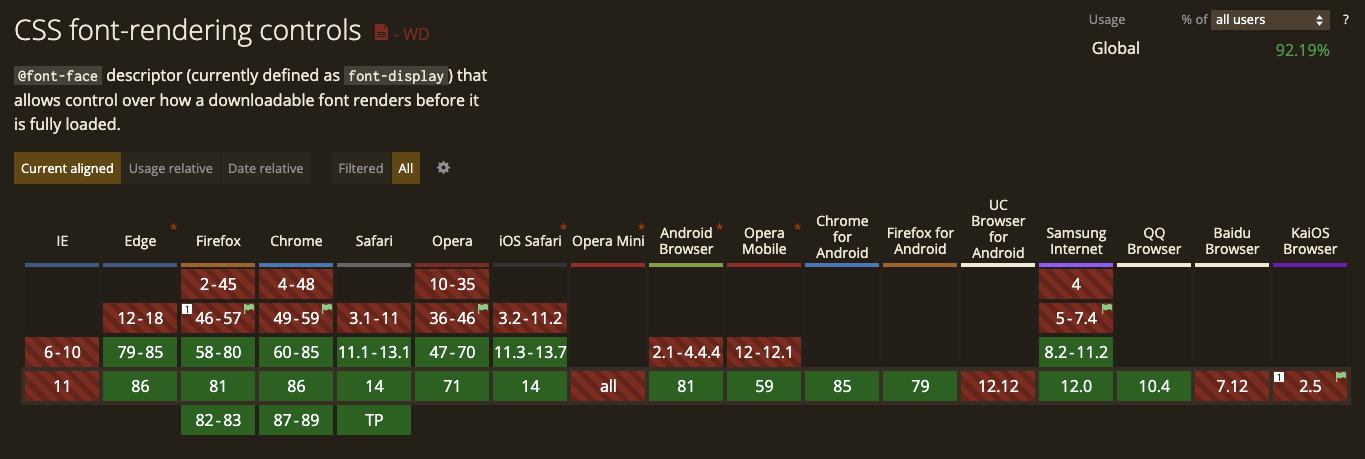 CSS font-rendering controls - WD
Usage % of all users ?
Global 92.19%
@font-face descriptor (currently defined as font-display) that
allows control over how a downloadable font renders before it
is fully loaded.
Current aligned Usage relative Date relative Filtered All
IE Edge * Firefox Chrome Safari Opera iOS Safari * Opera Mini * Android Browser * Opera Mobile * Chrome for Android Firefox for Android UC Browser for Android Samsung Internet QQ Browser Baidu Browser KaiOS Browser
2-45 4-48 10-35 4
12-18 1 46-57 49-59 3.1-11 36-46 3.2-11.2 5-7.4
6-10 79-85 58-80 60-85 11.1-13.1 47-70 11.3-13.7 2.1-4.4.4 12-12.1 8.2-11.2
11 86 81 86 14 71 14 all 81 59 85 79 12.12 12.0 10.4 7.12 1 2.5
82-83 87-89 TP